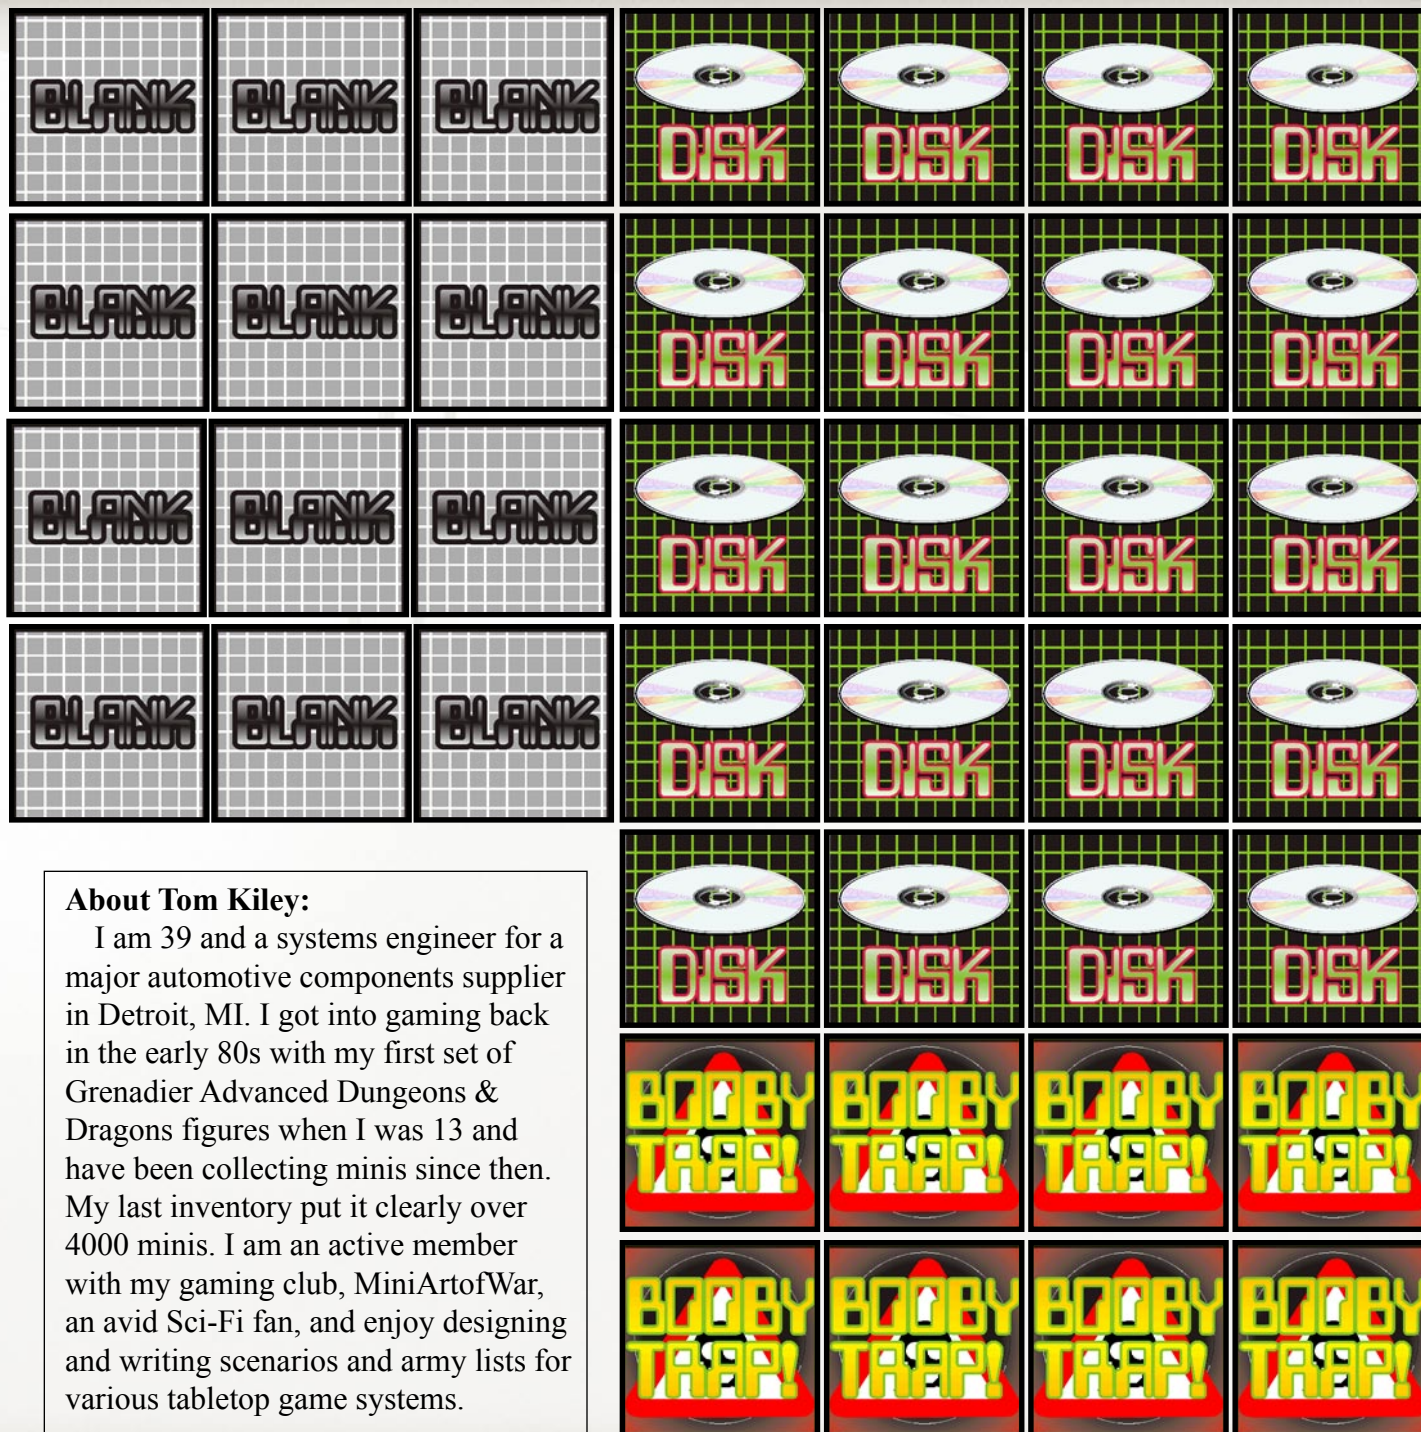 BLANK BLANK BLANK DISK DISK DISK DISK
BLANK BLANK BLANK DISK DISK DISK DISK
BLANK BLANK BLANK DISK DISK DISK DISK
BLANK BLANK BLANK DISK DISK DISK DISK
DISK DISK DISK DISK
BOOBY BOOBY BOOBY BOOBY
TRAP! TRAP! TRAP! TRAP!
BOOBY BOOBY BOOBY BOOBY
TRAP! TRAP! TRAP! TRAP!
About Tom Kiley:
I am 39 and a systems engineer for a
major automotive components supplier
in Detroit, MI. I got into gaming back
in the early 80s with my first set of
Grenadier Advanced Dungeons &
Dragons figures when I was 13 and
have been collecting minis since then.
My last inventory put it clearly over
4000 minis. I am an active member
with my gaming club, MiniArtofWar,
an avid Sci-Fi fan, and enjoy designing
and writing scenarios and army lists for
various tabletop game systems.